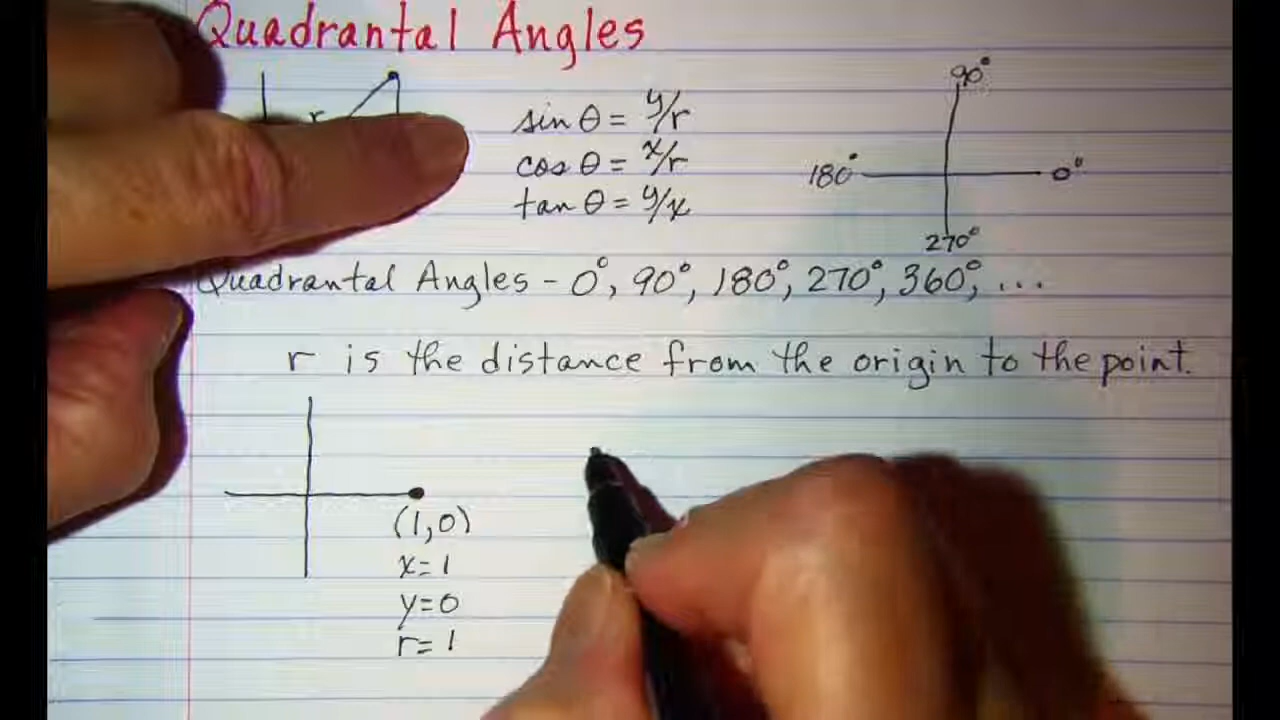 Quadrantal Angles
r
sin θ = y/r
cos θ = x/r
tan θ = y/x
90°
180°
0°
270°
Quadrantal Angles - 0°, 90°, 180°, 270°, 360°, ...
r is the distance from the origin to the point.
(1,0)
x=1
y=0
r=1